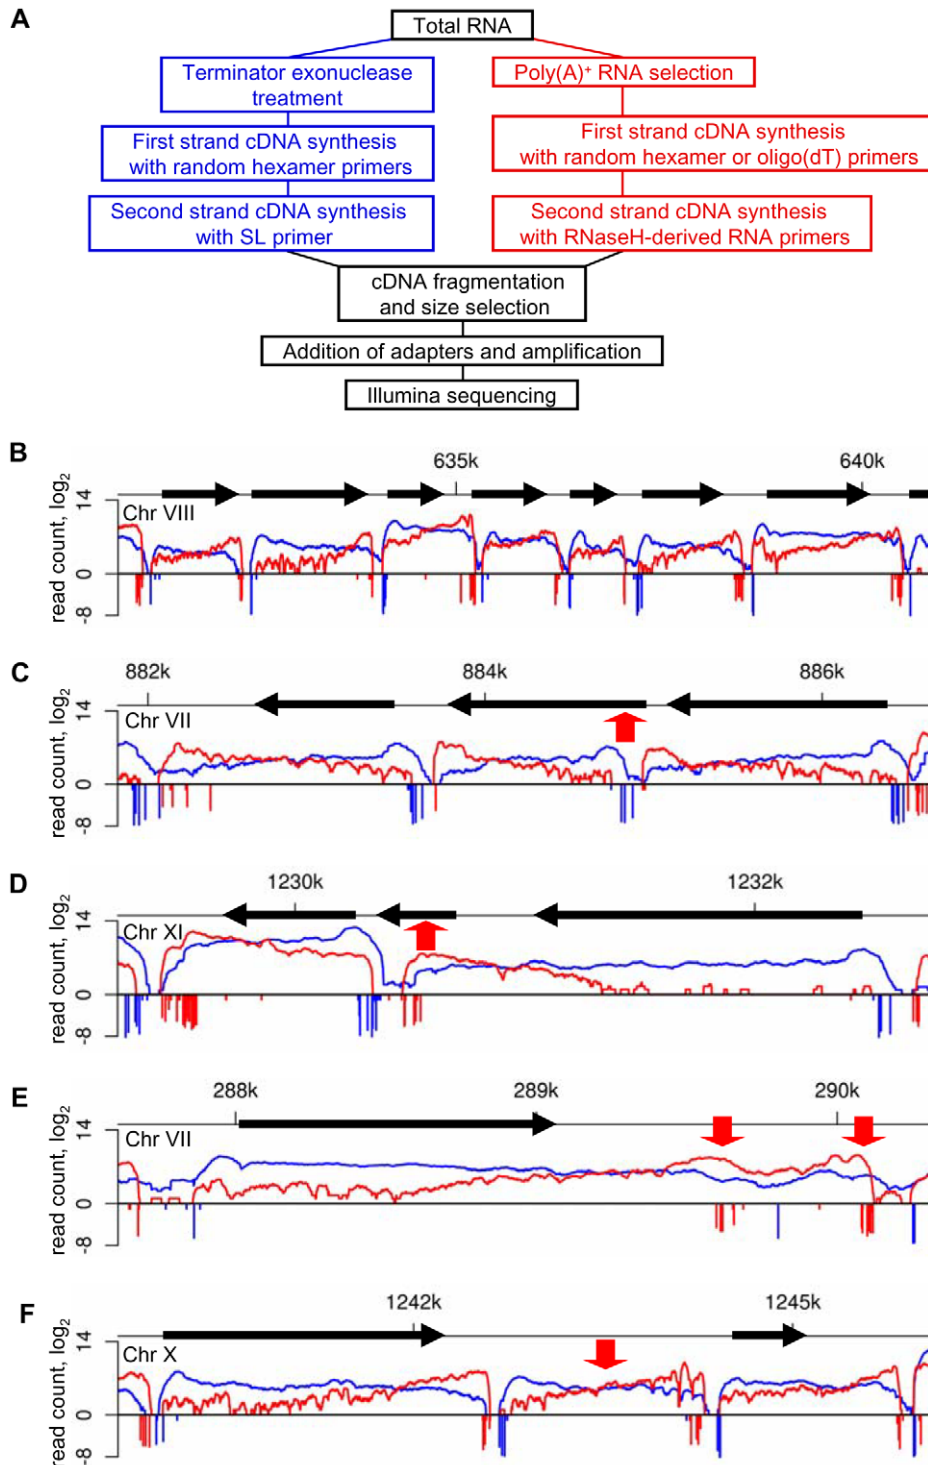 A
Total RNA
Terminator exonuclease
treatment
Poly(A)+ RNA selection
First strand cDNA synthesis
with random hexamer primers
First strand cDNA synthesis
with random hexamer or oligo(dT) primers
Second strand cDNA synthesis
with SL primer
Second strand cDNA synthesis
with RNaseH-derived RNA primers
cDNA fragmentation
and size selection
Addition of adapters and amplification
Illumina sequencing
B
635k 640k
read count, log2
14
0
-8
Chr VIII
C
882k 884k 886k
read count, log2
14
0
-8
Chr VII
D
1230k 1232k
read count, log2
14
0
-8
Chr XI
E
288k 289k 290k
read count, log2
14
0
-8
Chr VII
F
1242k 1245k
read count, log2
14
0
-8
Chr X